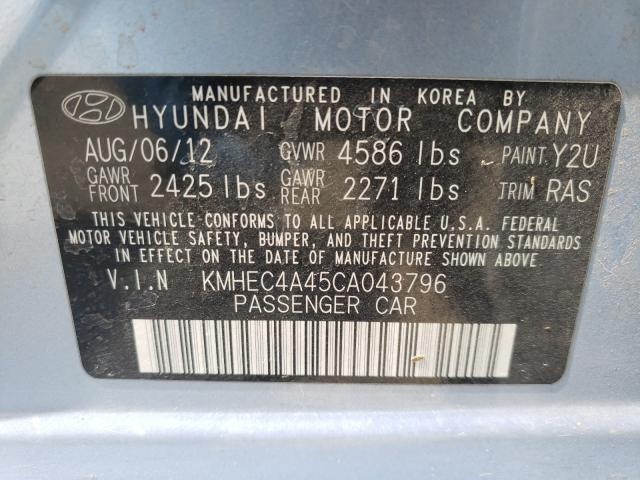 MANUFACTURED IN KOREA BY
HYUNDAI MOTOR COMPANY
AUG/06/12 GVWR 4586 lbs PAINT: Y2U
GAWR FRONT 2425 lbs GAWR REAR 2271 lbs TRIM RAS
THIS VEHICLE CONFORMS TO ALL APPLICABLE U.S.A. FEDERAL
MOTOR VEHICLE SAFETY, BUMPER, AND THEFT PREVENTION STANDARDS
IN EFFECT ON THE DATE OF MANUFACTURE SHOWN ABOVE.
V.I.N KMHEC4A45CA043796
PASSENGER CAR